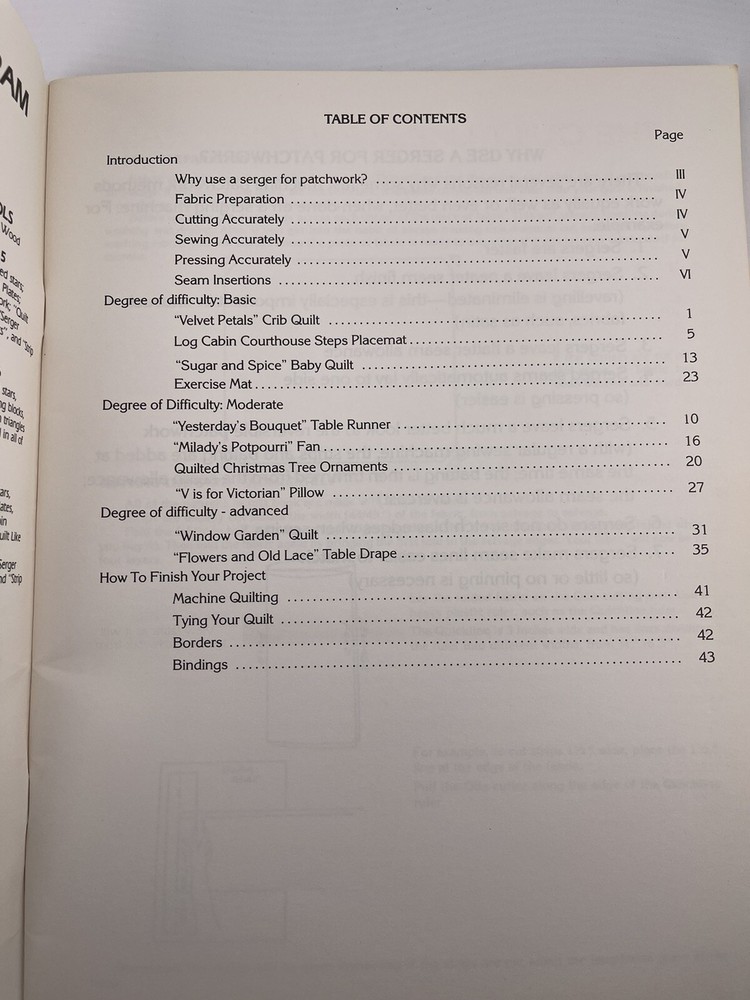 TABLE OF CONTENTS
Page
Introduction
Why use a serger for patchwork? III
Fabric Preparation IV
Cutting Accurately IV
Sewing Accurately V
Pressing Accurately V
Seam Insertions VI
Degree of difficulty: Basic
“Velvet Petals” Crib Quilt 1
Log Cabin Courthouse Steps Placemat 5
“Sugar and Spice” Baby Quilt 13
Exercise Mat 23
Degree of Difficulty: Moderate
“Yesterday's Bouquet” Table Runner 10
“Milady's Potpourri” Fan 16
Quilted Christmas Tree Ornaments 20
“V is for Victorian” Pillow 27
Degree of difficulty - advanced
“Window Garden” Quilt 31
“Flowers and Old Lace” Table Drape 35
How To Finish Your Project
Machine Quilting 41
Tying Your Quilt 42
Borders 42
Bindings 43